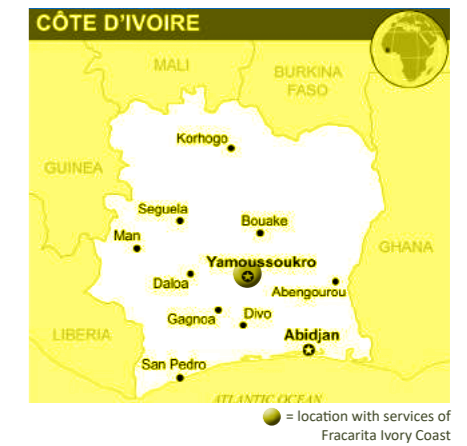 CÔTE D'IVOIRE
MALI
BURKINA
FASO
Korhogo
GUINEA
Seguela
Bouake
Man
GHANA
Yamoussoukro
Daloa
Abengourou
Gagnoa
Divo
LIBERIA
Abidjan
San Pedro
ATLANTIC OCEAN
= location with services of
Fracarita Ivory Coast